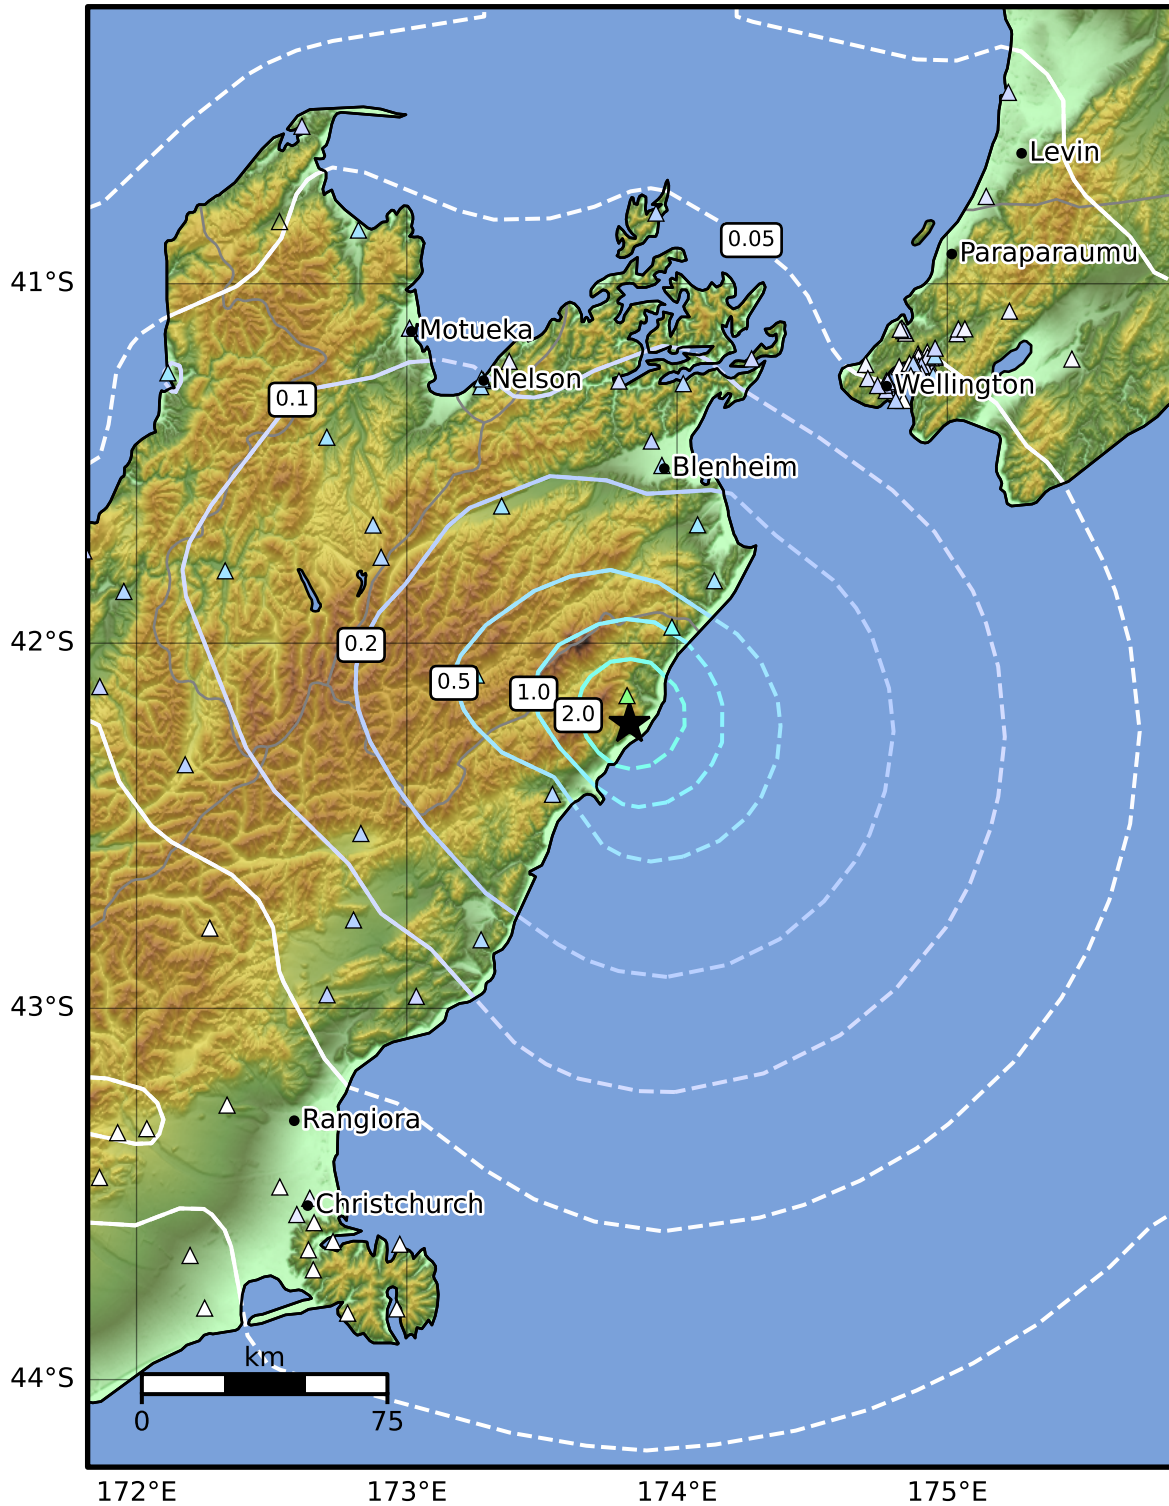 Levin
0.05
Paraparaumu
41°S
Motueka
Nelson
Wellington
0.1
Blenheim
42°S
0.2
0.5
1.0
2.0
43°S
Rangiora
Christchurch
km
44°S
0 75
172°E 173°E 174°E 175°E